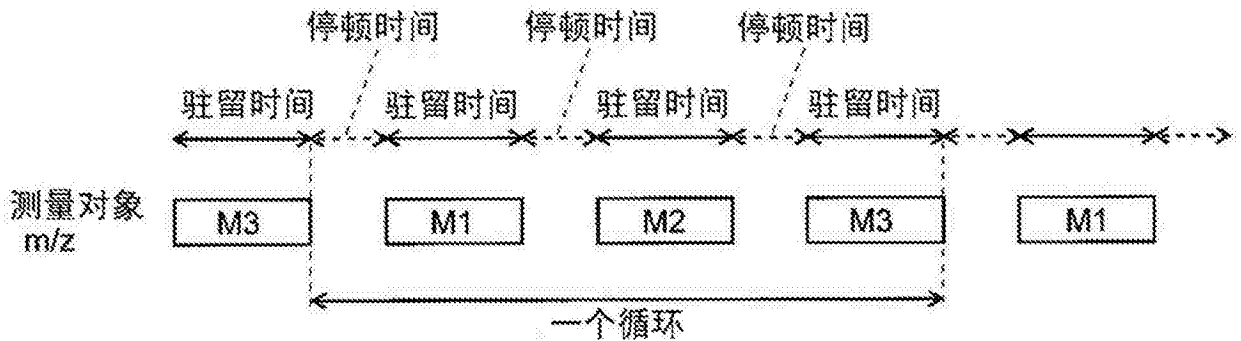 停顿时间 停顿时间 停顿时间
驻留时间 驻留时间 驻留时间 驻留时间
测量对象
m/z
M3 M1 M2 M3 M1
一个循环